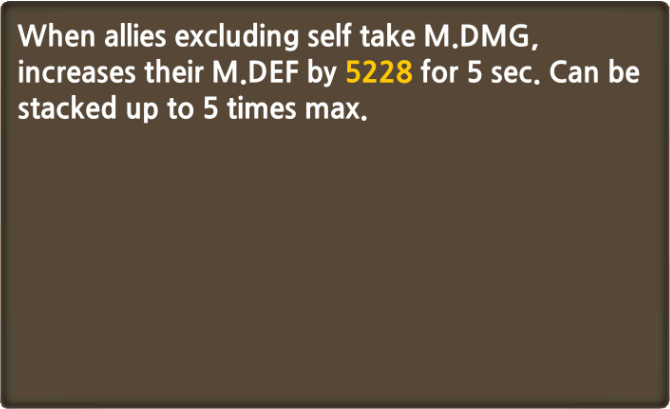 When allies excluding self take M.DMG,
increases their M.DEF by 5228 for 5 sec. Can be
stacked up to 5 times max.